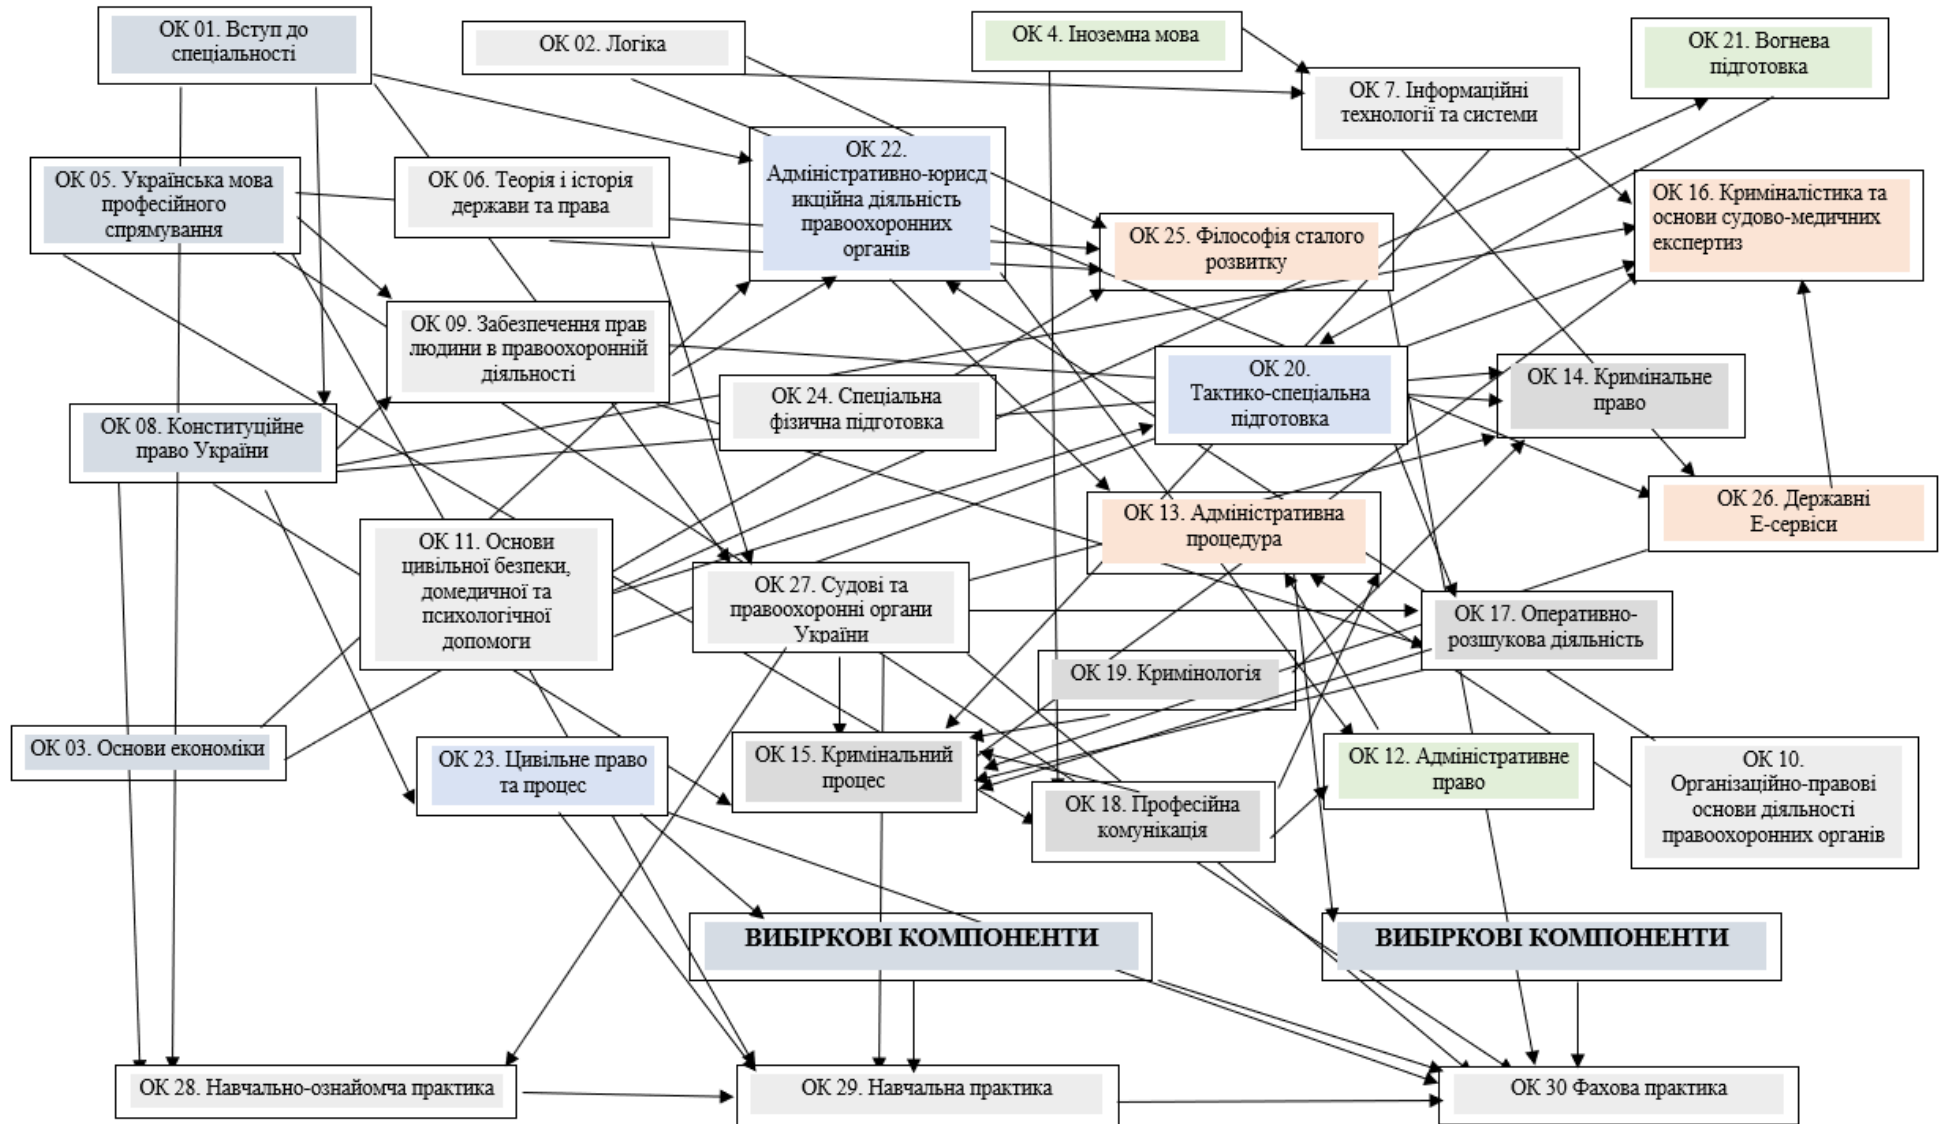 ОК 01. Вступ до
спеціальності
ОК 02. Логіка
ОК 4. Іноземна мова
ОК 21. Вогнева
підготовка
ОК 7. Інформаційні
технології та системи
ОК 22.
Адміністративно-юрисд
икційна діяльність
правоохоронних
органів
ОК 05. Українська мова
професійного
спрямування
ОК 06. Теорія і історія
держави та права
ОК 16. Криміналістика та
основи судово-медичних
експертиз
ОК 25. Філософія сталого
розвитку
ОК 09. Забезпечення прав
людини в правоохоронній
діяльності
ОК 24. Спеціальна
фізична підготовка
ОК 20.
Тактико-спеціальна
підготовка
ОК 14. Кримінальне
право
ОК 08. Конституційне
право України
ОК 26. Державні
Е-сервіси
ОК 13. Адміністративна
процедура
ОК 11. Основи
цивільної безпеки,
домедичної та
психологічної
допомоги
ОК 27. Судові та
правоохоронні органи
України
ОК 17. Оперативно-
розшукова діяльність
ОК 19. Кримінологія
ОК 03. Основи економіки
ОК 23. Цивільне право
та процес
ОК 15. Кримінальний
процес
ОК 18. Професійна
комунікація
ОК 12. Адміністративне
право
ОК 10.
Організаційно-правові
основи діяльності
правоохоронних органів
ВИБІРКОВІ КОМПОНЕНТИ
ВИБІРКОВІ КОМПОНЕНТИ
ОК 28. Навчально-ознайомча практика
ОК 29. Навчальна практика
ОК 30 Фахова практика